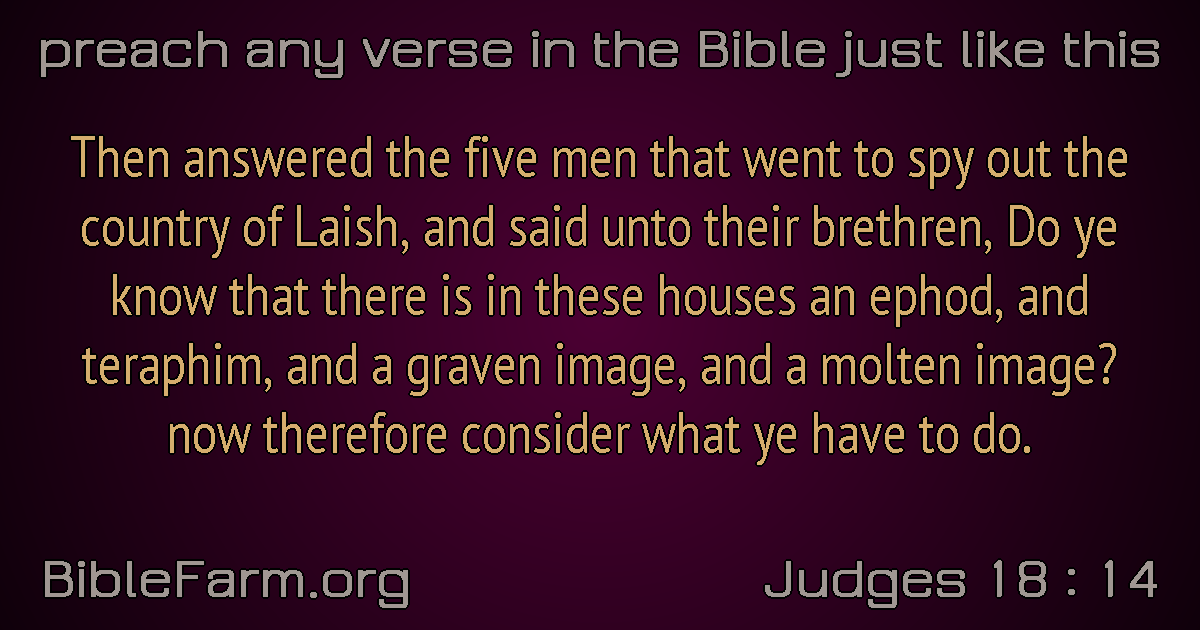 preach any verse in the Bible just like this
Then answered the five men that went to spy out the
country of Laish, and said unto their brethren, Do ye
know that there is in these houses an ephod, and
teraphim, and a graven image, and a molten image?
now therefore consider what ye have to do.
BibleFarm.org
Judges 18 : 14